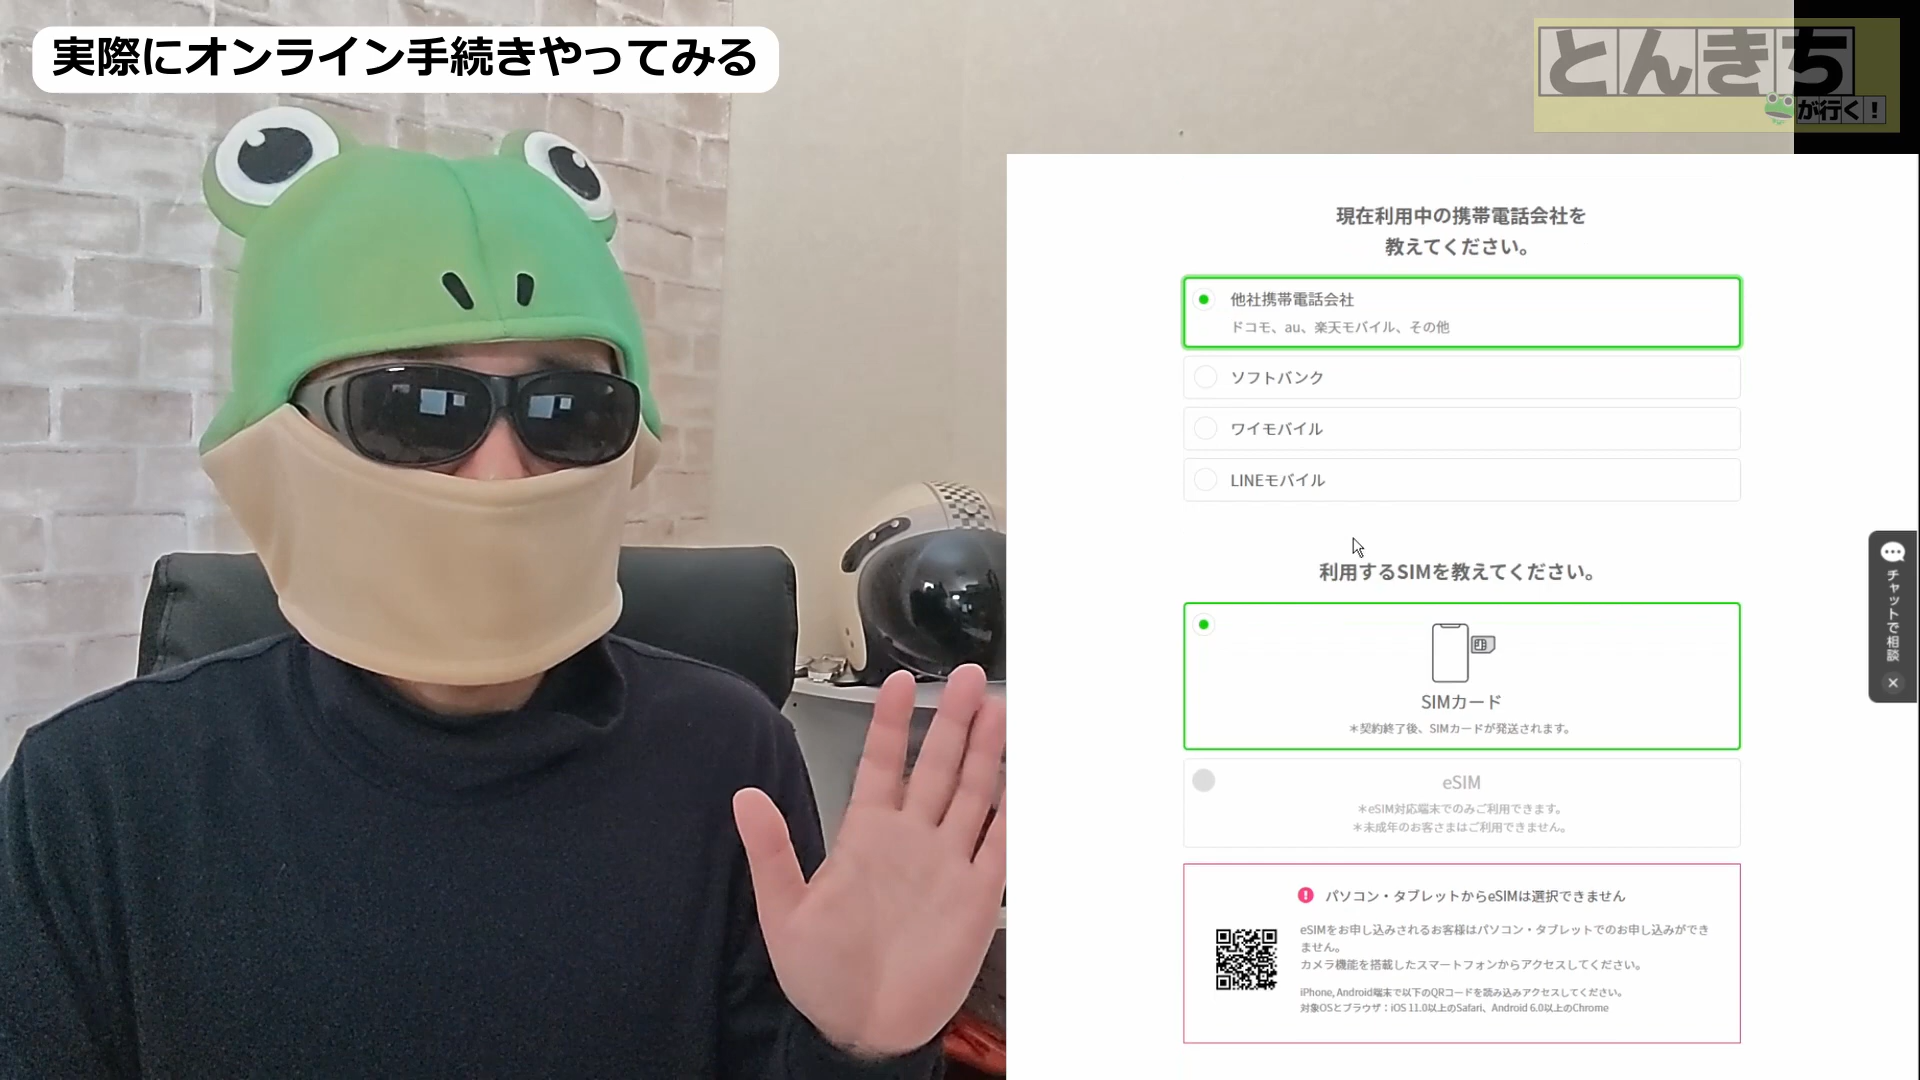 実際にオンライン手続きやってみる
とんきち
が行く！
現在利用中の携帯電話会社を
教えてください。
他社携帯電話会社
ドコモ、au、楽天モバイル、その他
ソフトバンク
ワイモバイル
LINEモバイル
利用するSIMを教えてください。
SIMカード
＊契約終了後、SIMカードが発送されます。
eSIM
＊eSIM対応端末でのみご利用できます。
＊未成年のお客さまはご利用できません。
パソコン・タブレットからeSIMは選択できません
eSIMをお申し込みされるお客様はパソコン・タブレットでのお申し込みができ
ません。
カメラ機能を搭載したスマートフォンからアクセスしてください。
iPhone, Android端末で以下のQRコードを読み込みアクセスしてください。
対象OSとブラウザ：iOS 11.0以上のSafari、Android 6.0以上のChrome
チャットで相談